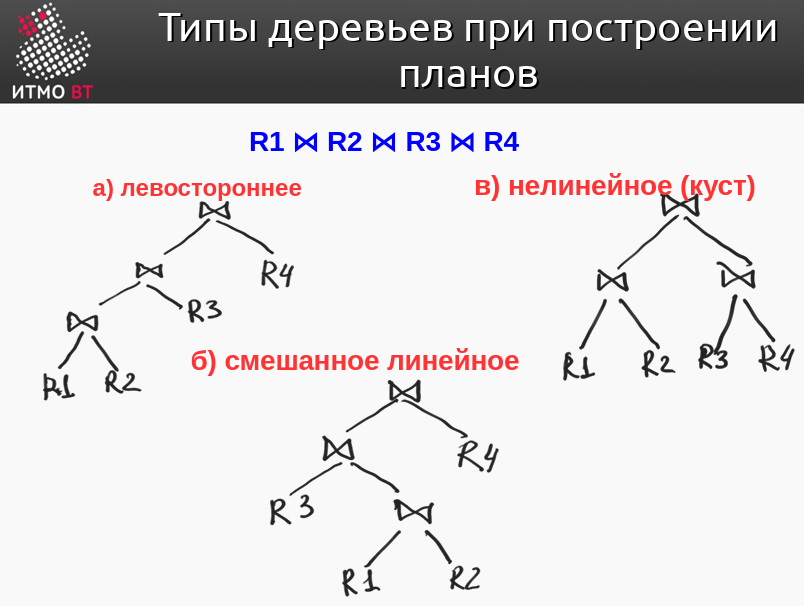 Типы деревьев при построении
планов
ИТМО ВТ
R1 ⋈ R2 ⋈ R3 ⋈ R4
а) левостороннее
R4
R3
R1 R2
в) нелинейное (куст)
R1 R2 R3 R4
б) смешанное линейное
R4
R3
R1 R2